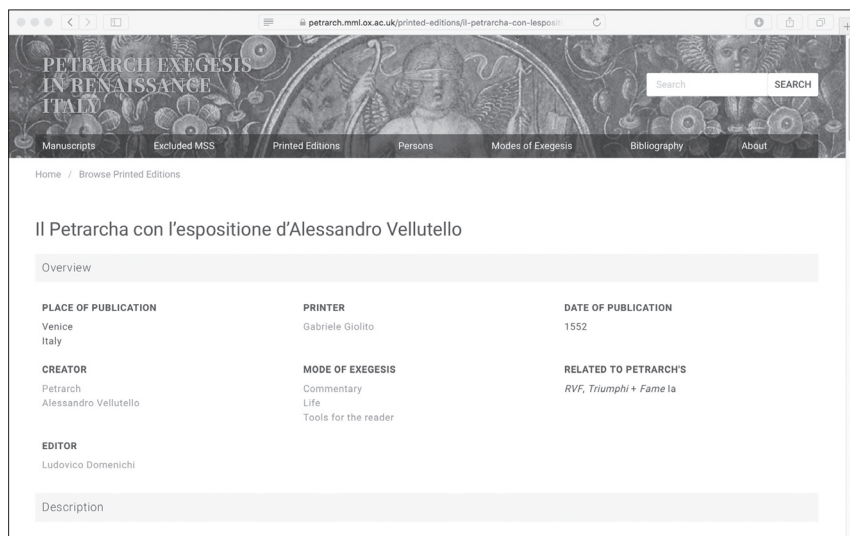 petrarch.mml.ox.ac.uk/printed-editions/il-petrarcha-con-lesposit
PETRARCH EXEGESIS
IN RENAISSANCE
ITALY
Search SEARCH
Manuscripts Excluded MSS Printed Editions Persons Modes of Exegesis Bibliography About
Home / Browse Printed Editions
Il Petrarcha con l'espositione d'Alessandro Vellutello
Overview
PLACE OF PUBLICATION PRINTER DATE OF PUBLICATION
Venice Gabriele Giolito 1552
Italy
CREATOR MODE OF EXEGESIS RELATED TO PETRARCH'S
Petrarch Commentary RVF, Triumphi + Fame Ia
Alessandro Vellutello Life
Tools for the reader
EDITOR
Ludovico Domenichi
Description